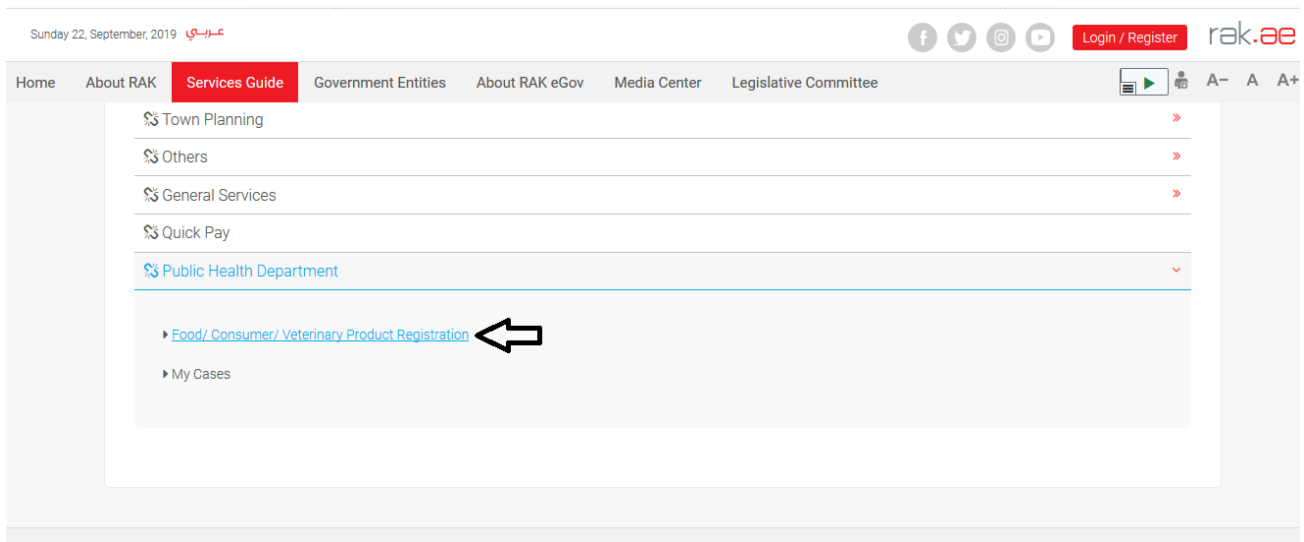 Sunday 22, September, 2019 عـربـي Login / Register rak.ae
Home About RAK Services Guide Government Entities About RAK eGov Media Center Legislative Committee A- A A+
Town Planning
Others
General Services
Quick Pay
Public Health Department
Food/ Consumer/ Veterinary Product Registration
My Cases